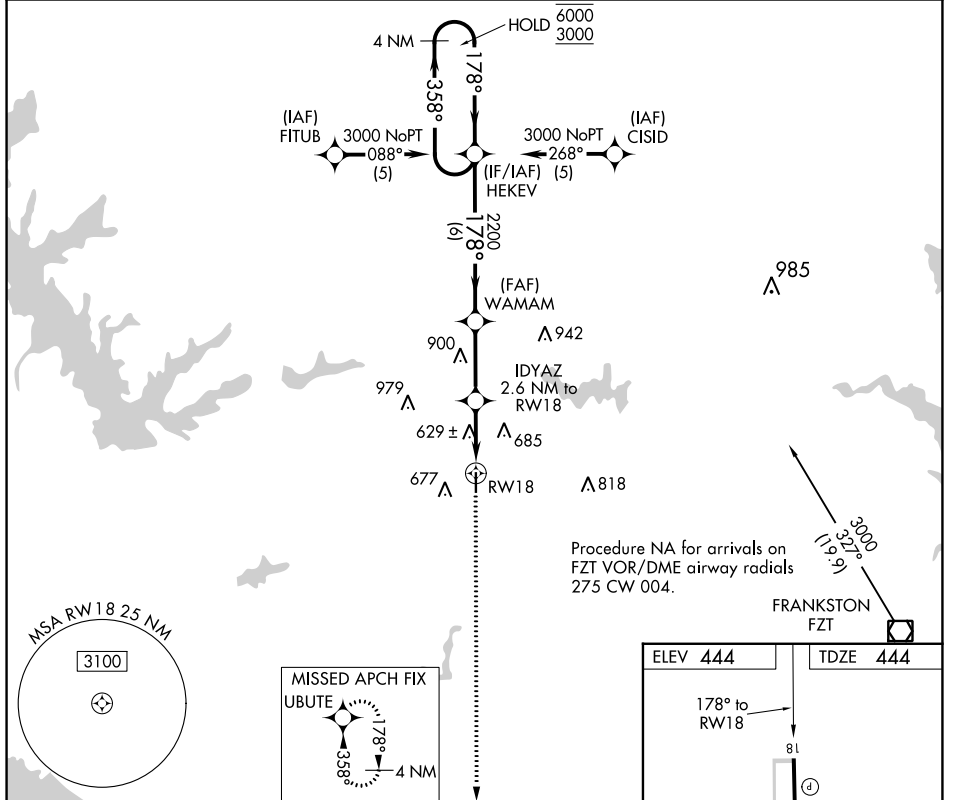 HOLD 6000
3000
4 NM
178°
358°
(IAF)
FITUB
3000 NoPT
088°
(5)
(IAF)
CISID
3000 NoPT
268°
(5)
(IF/IAF)
HEKEV
2200
178°
(6)
(FAF)
WAMAM
985
942
900
IDYAZ
2.6 NM to
RW18
979
629 ±
685
677
RW18
818
3000
327°
(19.9)
Procedure NA for arrivals on
FZT VOR/DME airway radials
275 CW 004.
FRANKSTON
FZT
MSA RW18 25 NM
3100
MISSED APCH FIX
UBUTE
178°
358°
4 NM
ELEV 444
TDZE 444
178° to
RW18
18
P